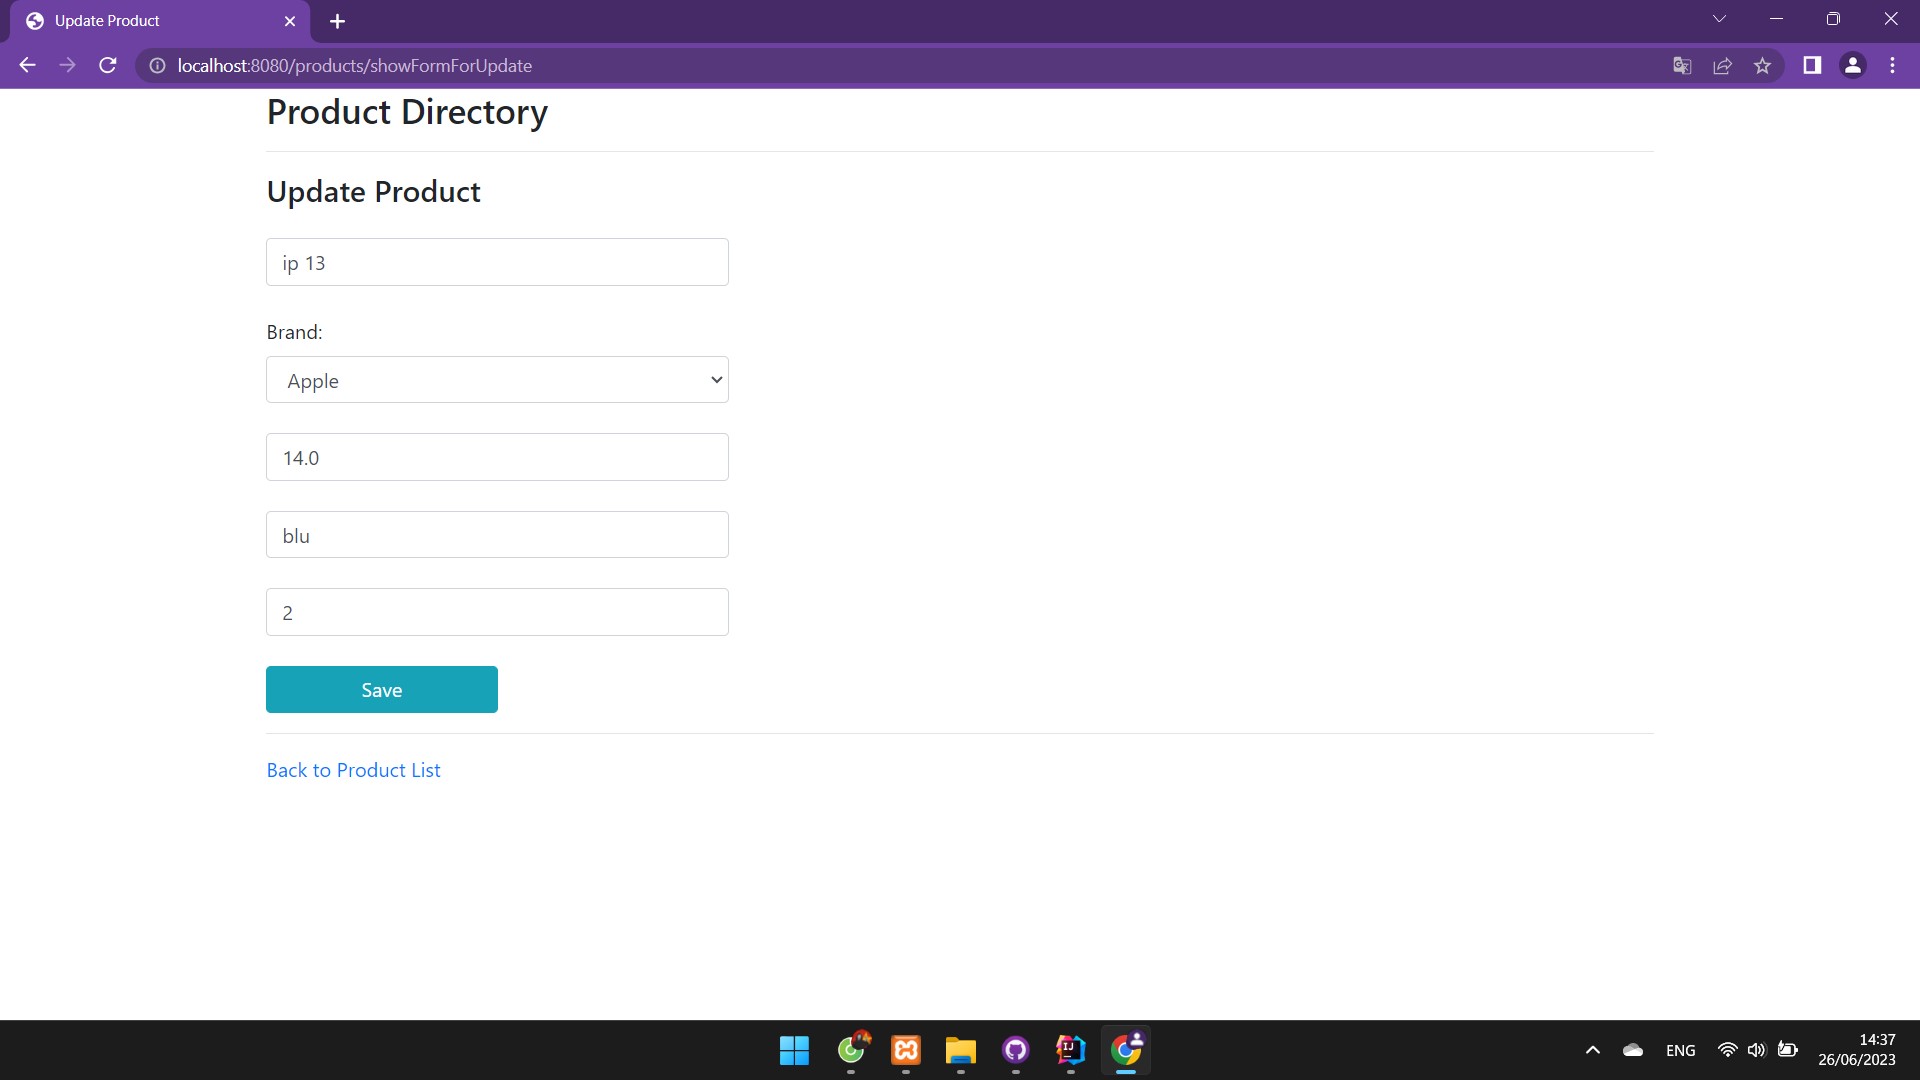 Update Product
localhost:8080/products/showFormForUpdate
Product Directory
Update Product
ip 13
Brand:
Apple
14.0
blu
2
Save
Back to Product List
ENG
14:37
26/06/2023